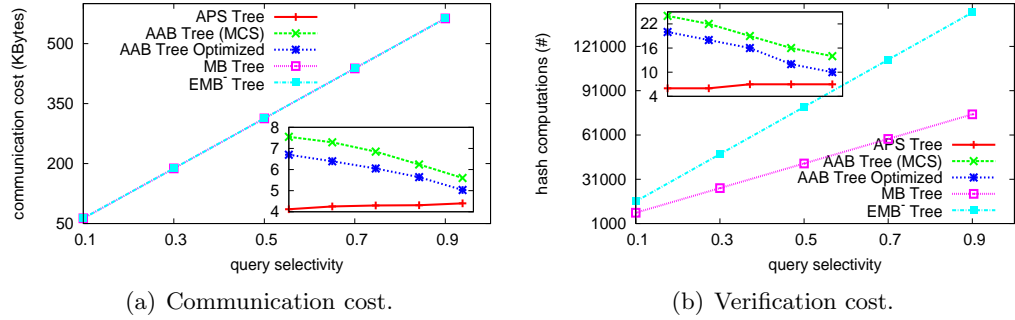 communication cost (KBytes)
500
350
200
50
APS Tree
AAB Tree (MCS)
AAB Tree Optimized
MB Tree
EMB- Tree
8
7
6
5
4
0.1 0.3 0.5 0.7 0.9
query selectivity
(a) Communication cost.
hash computations (#)
121000
91000
61000
31000
1000
22
16
10
4
APS Tree
AAB Tree (MCS)
AAB Tree Optimized
MB Tree
EMB- Tree
0.1 0.3 0.5 0.7 0.9
query selectivity
(b) Verification cost.